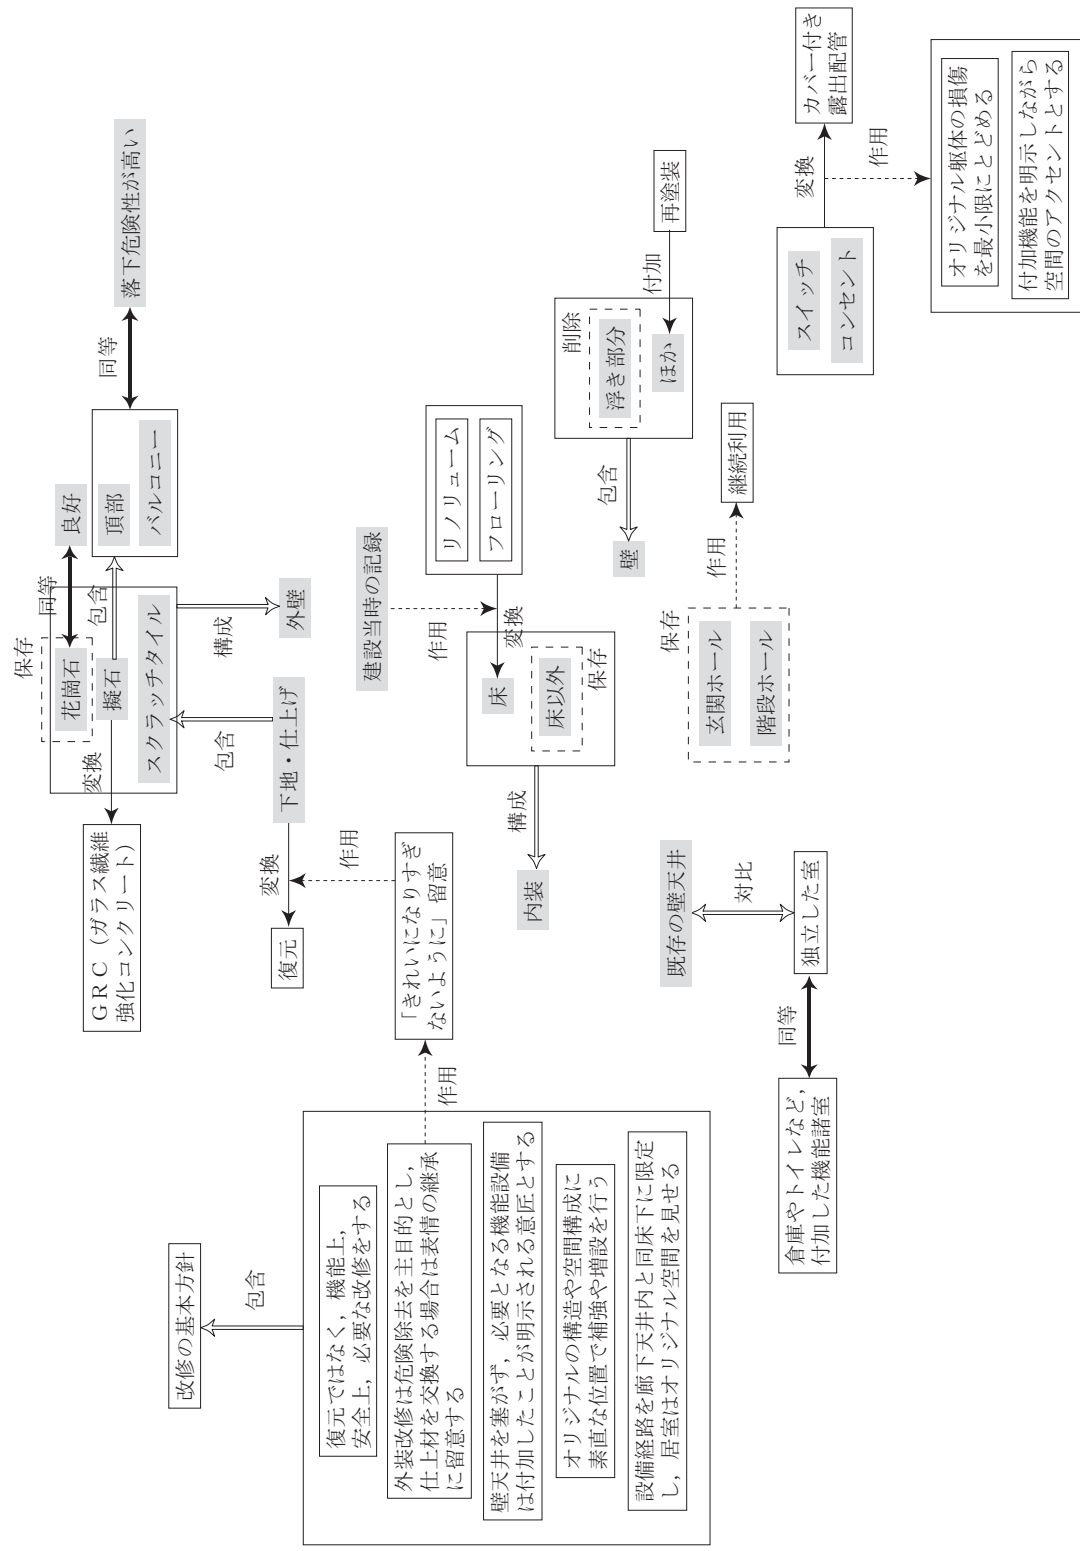 改修の基本方針
包含
復元ではなく，機能上，
安全上，必要な改修をする
外装改修は危険除去を主目的とし，
仕上材を交換する場合は表情の継承
に留意する
壁天井を塞がず，必要となる機能設備
は付加したことが明示される意匠とする
オリジナルの構造や空間構成に
素直な位置で補強や増設を行う
設備経路を廊下天井内と同床下に限定
し，居室はオリジナル空間を見せる
作用
「きれいになりすぎ
ないように」留意
作用
復元
変換
下地・仕上げ
包含
GRC（ガラス繊維
強化コンクリート）
変換
保存
花崗石
擬石
スクラッチタイル
同等
良好
包含
頂部
バルコニー
同等
落下危険性が高い
構成
外壁
建設当時の記録
作用
リノリューム
フローリング
変換
床
床以外
保存
構成
内装
削除
浮き部分
ほか
付加
再塗装
包含
壁
保存
玄関ホール
階段ホール
作用
継続利用
既存の壁天井
対比
独立した室
同等
倉庫やトイレなど，
付加した機能諸室
スイッチ
コンセント
変換
カバー付き
露出配管
作用
オリジナル躯体の損傷
を最小限にとどめる
付加機能を明示しながら
空間のアクセントとする